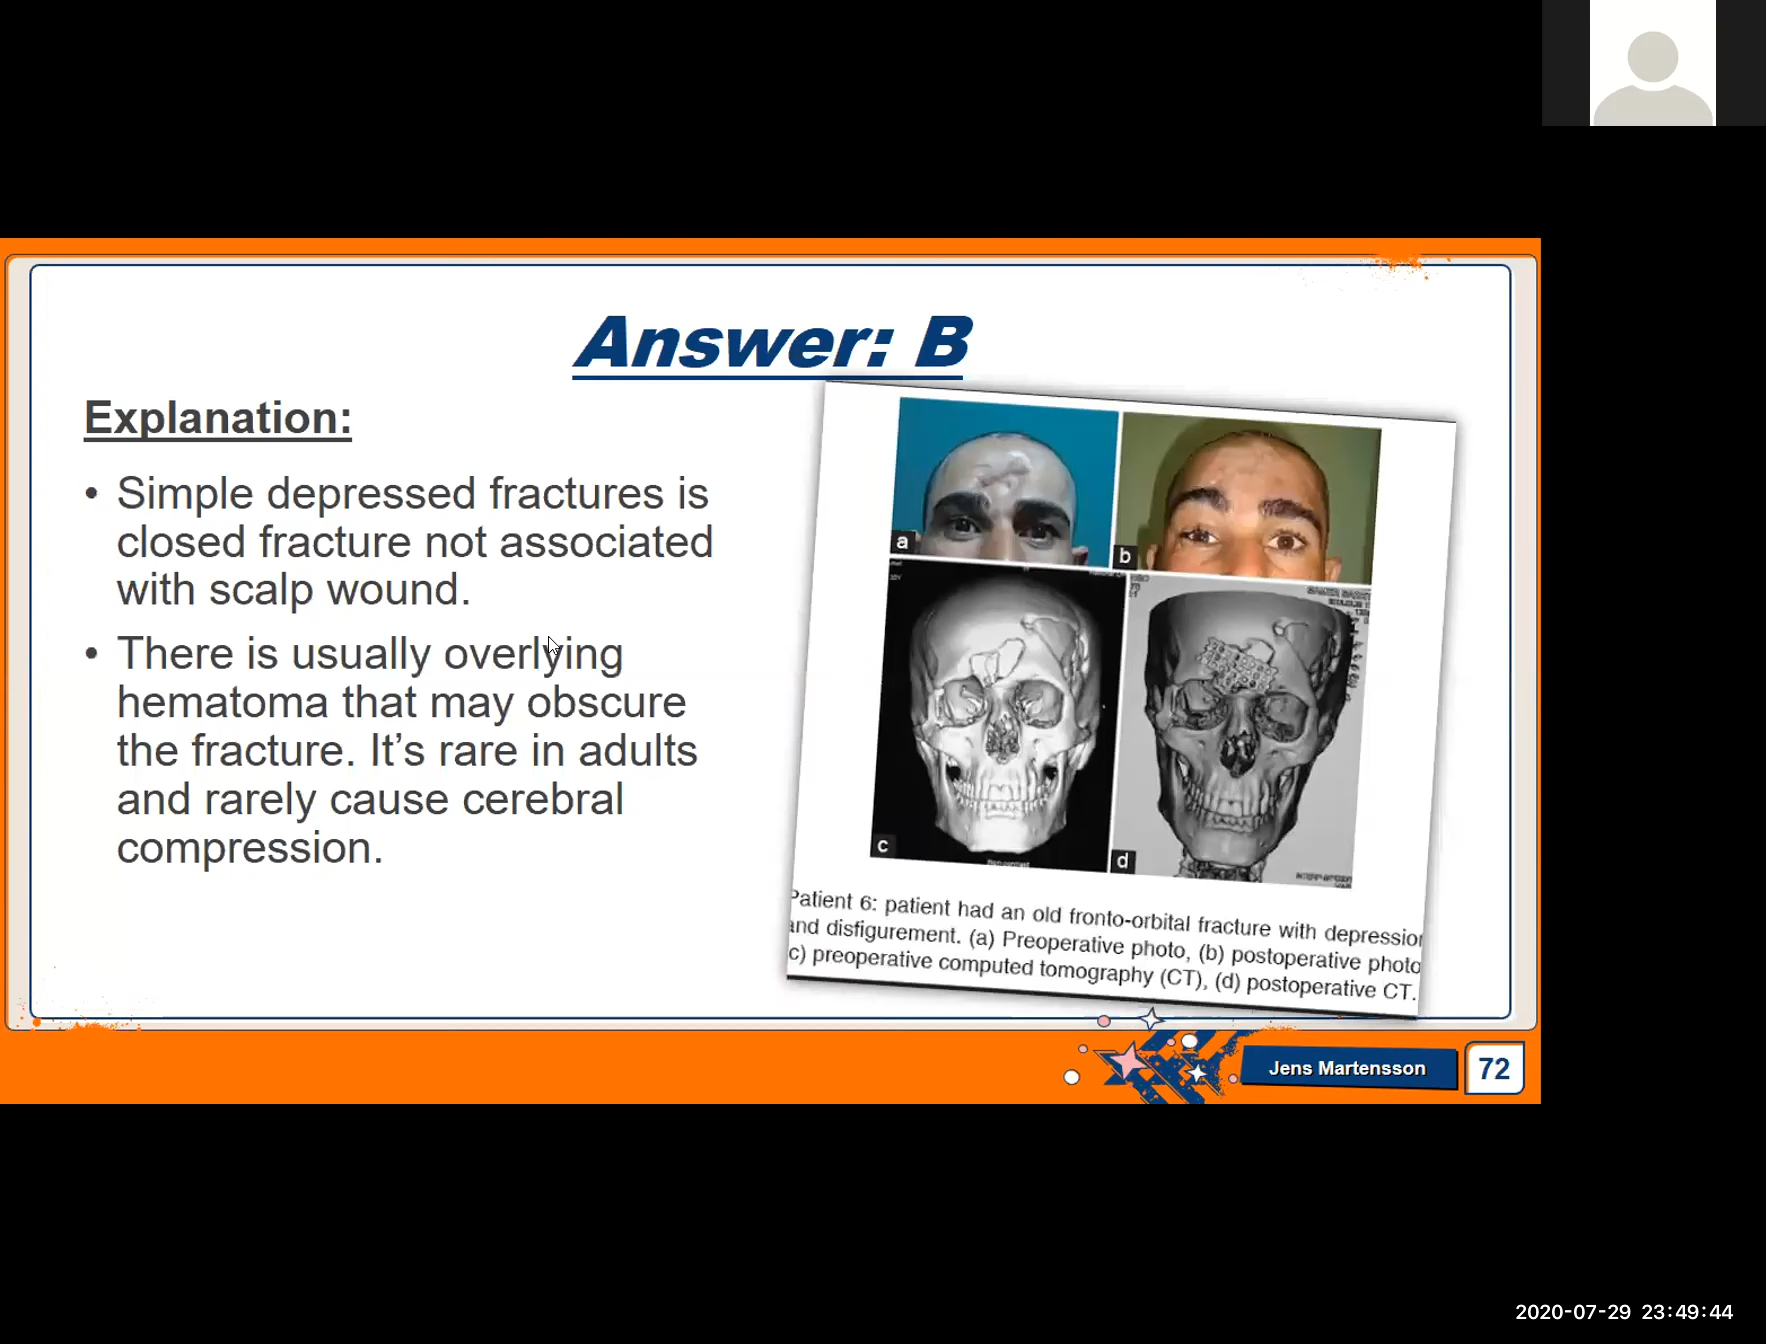 Answer: B
Explanation:
• Simple depressed fractures is
closed fracture not associated
with scalp wound.
• There is usually overlying
hematoma that may obscure
the fracture. It’s rare in adults
and rarely cause cerebral
compression.
a
b
c
d
Non contrast
Patient 6: patient had an old fronto-orbital fracture with depression
and disfigurement. (a) Preoperative photo, (b) postoperative photo
c) preoperative computed tomography (CT), (d) postoperative CT.
Jens Martensson
72
2020-07-29 23:49:44